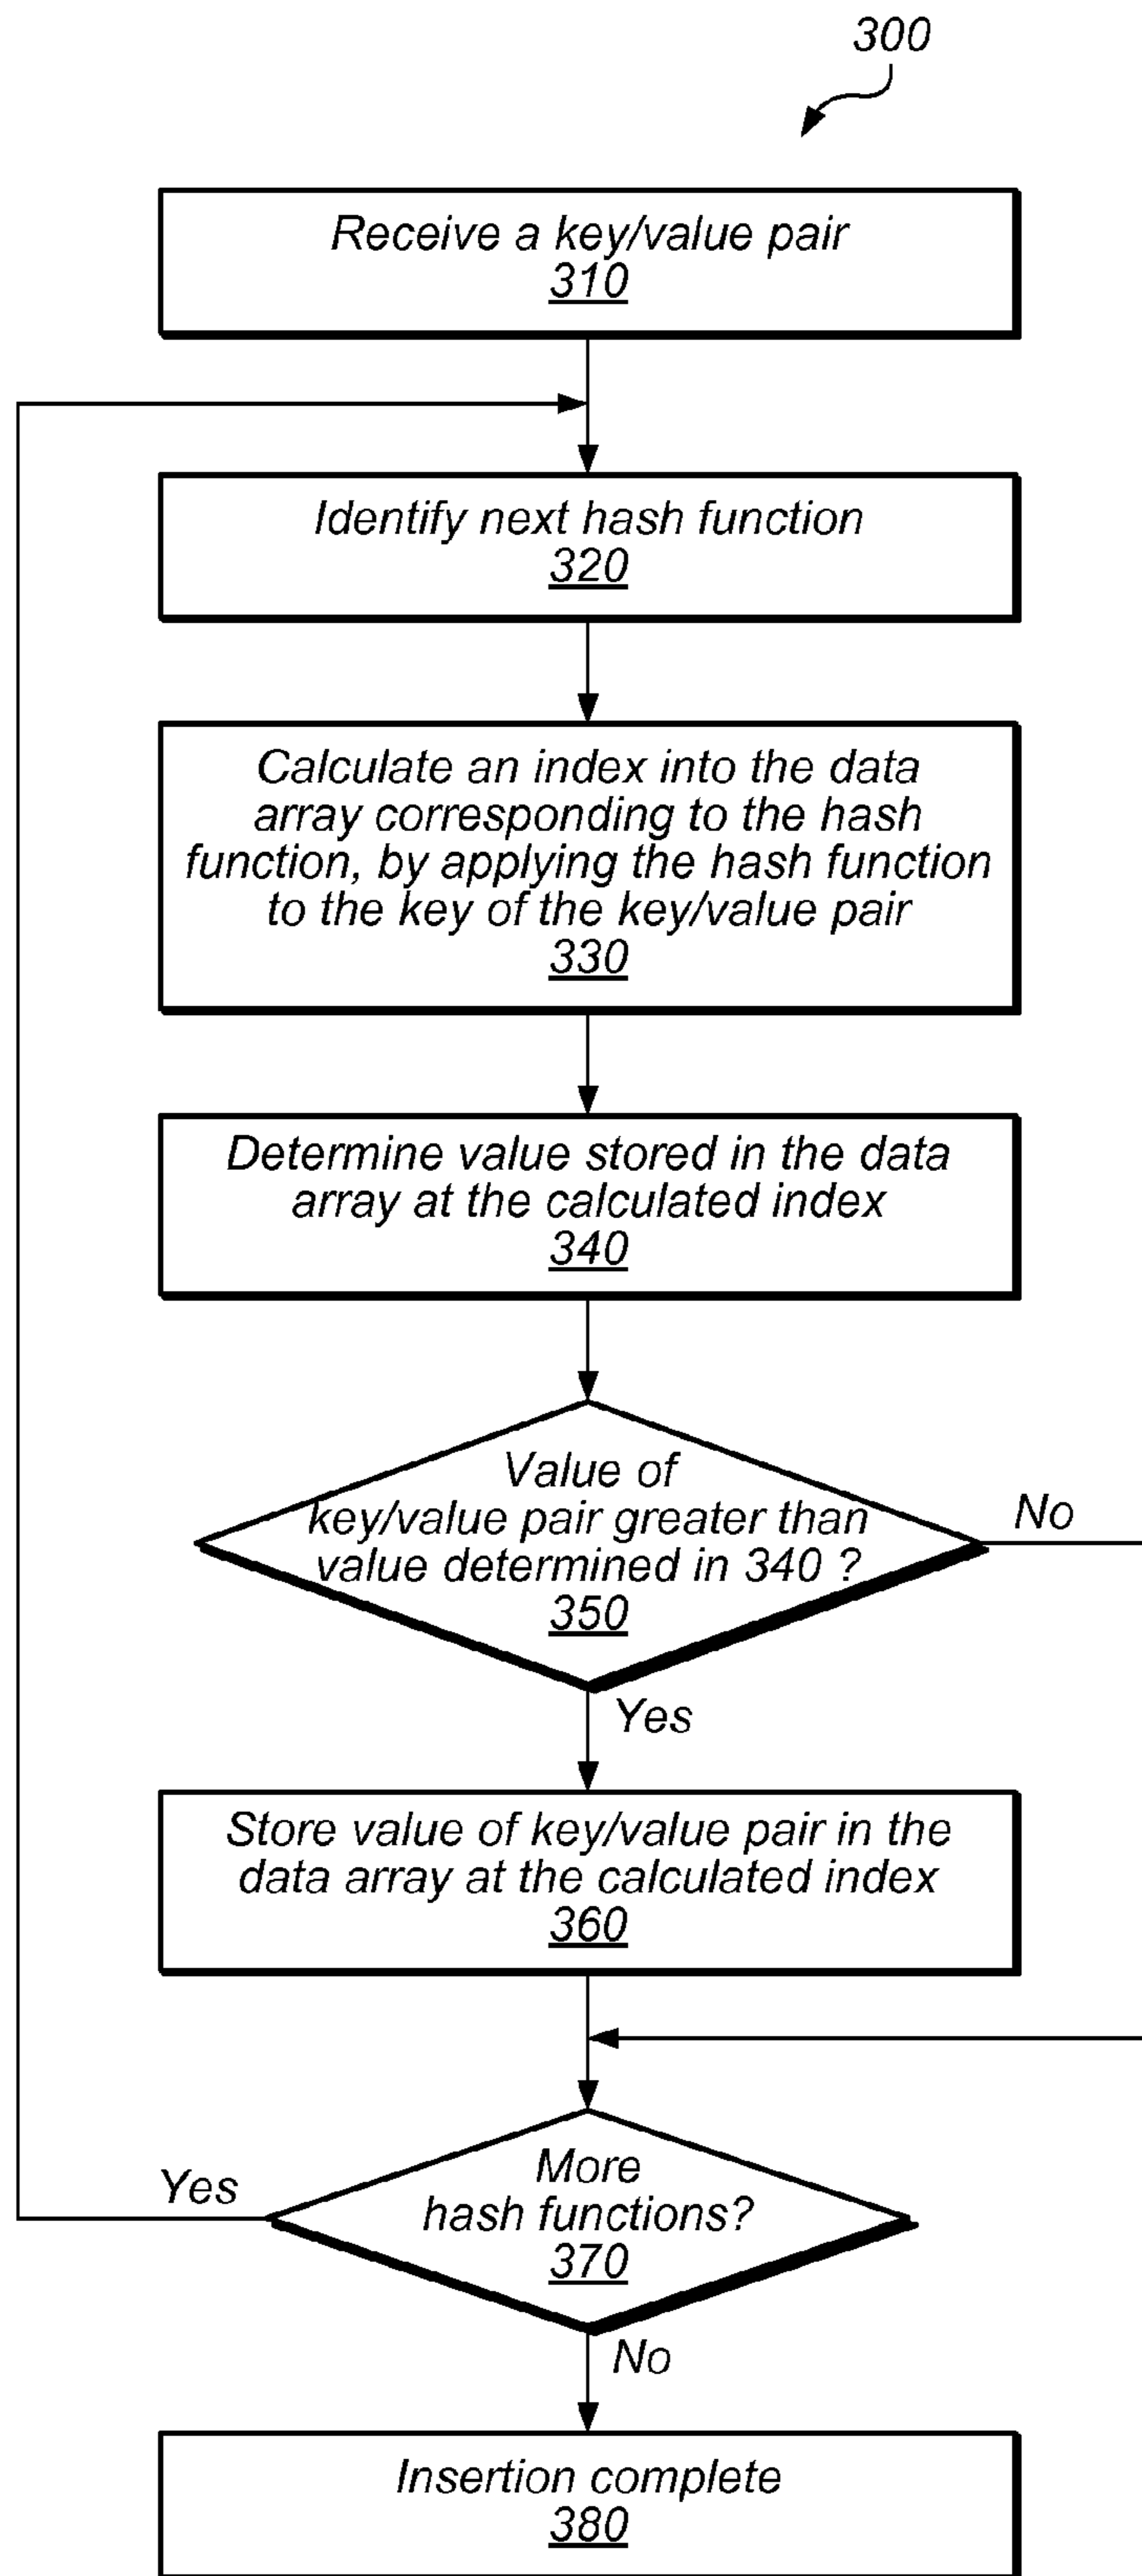 300
Receive a key/value pair
310
Identify next hash function
320
Calculate an index into the data
array corresponding to the hash
function, by applying the hash function
to the key of the key/value pair
330
Determine value stored in the data
array at the calculated index
340
Value of
key/value pair greater than
value determined in 340 ?
350
No
Yes
Store value of key/value pair in the
data array at the calculated index
360
More
hash functions?
370
Yes
No
Insertion complete
380